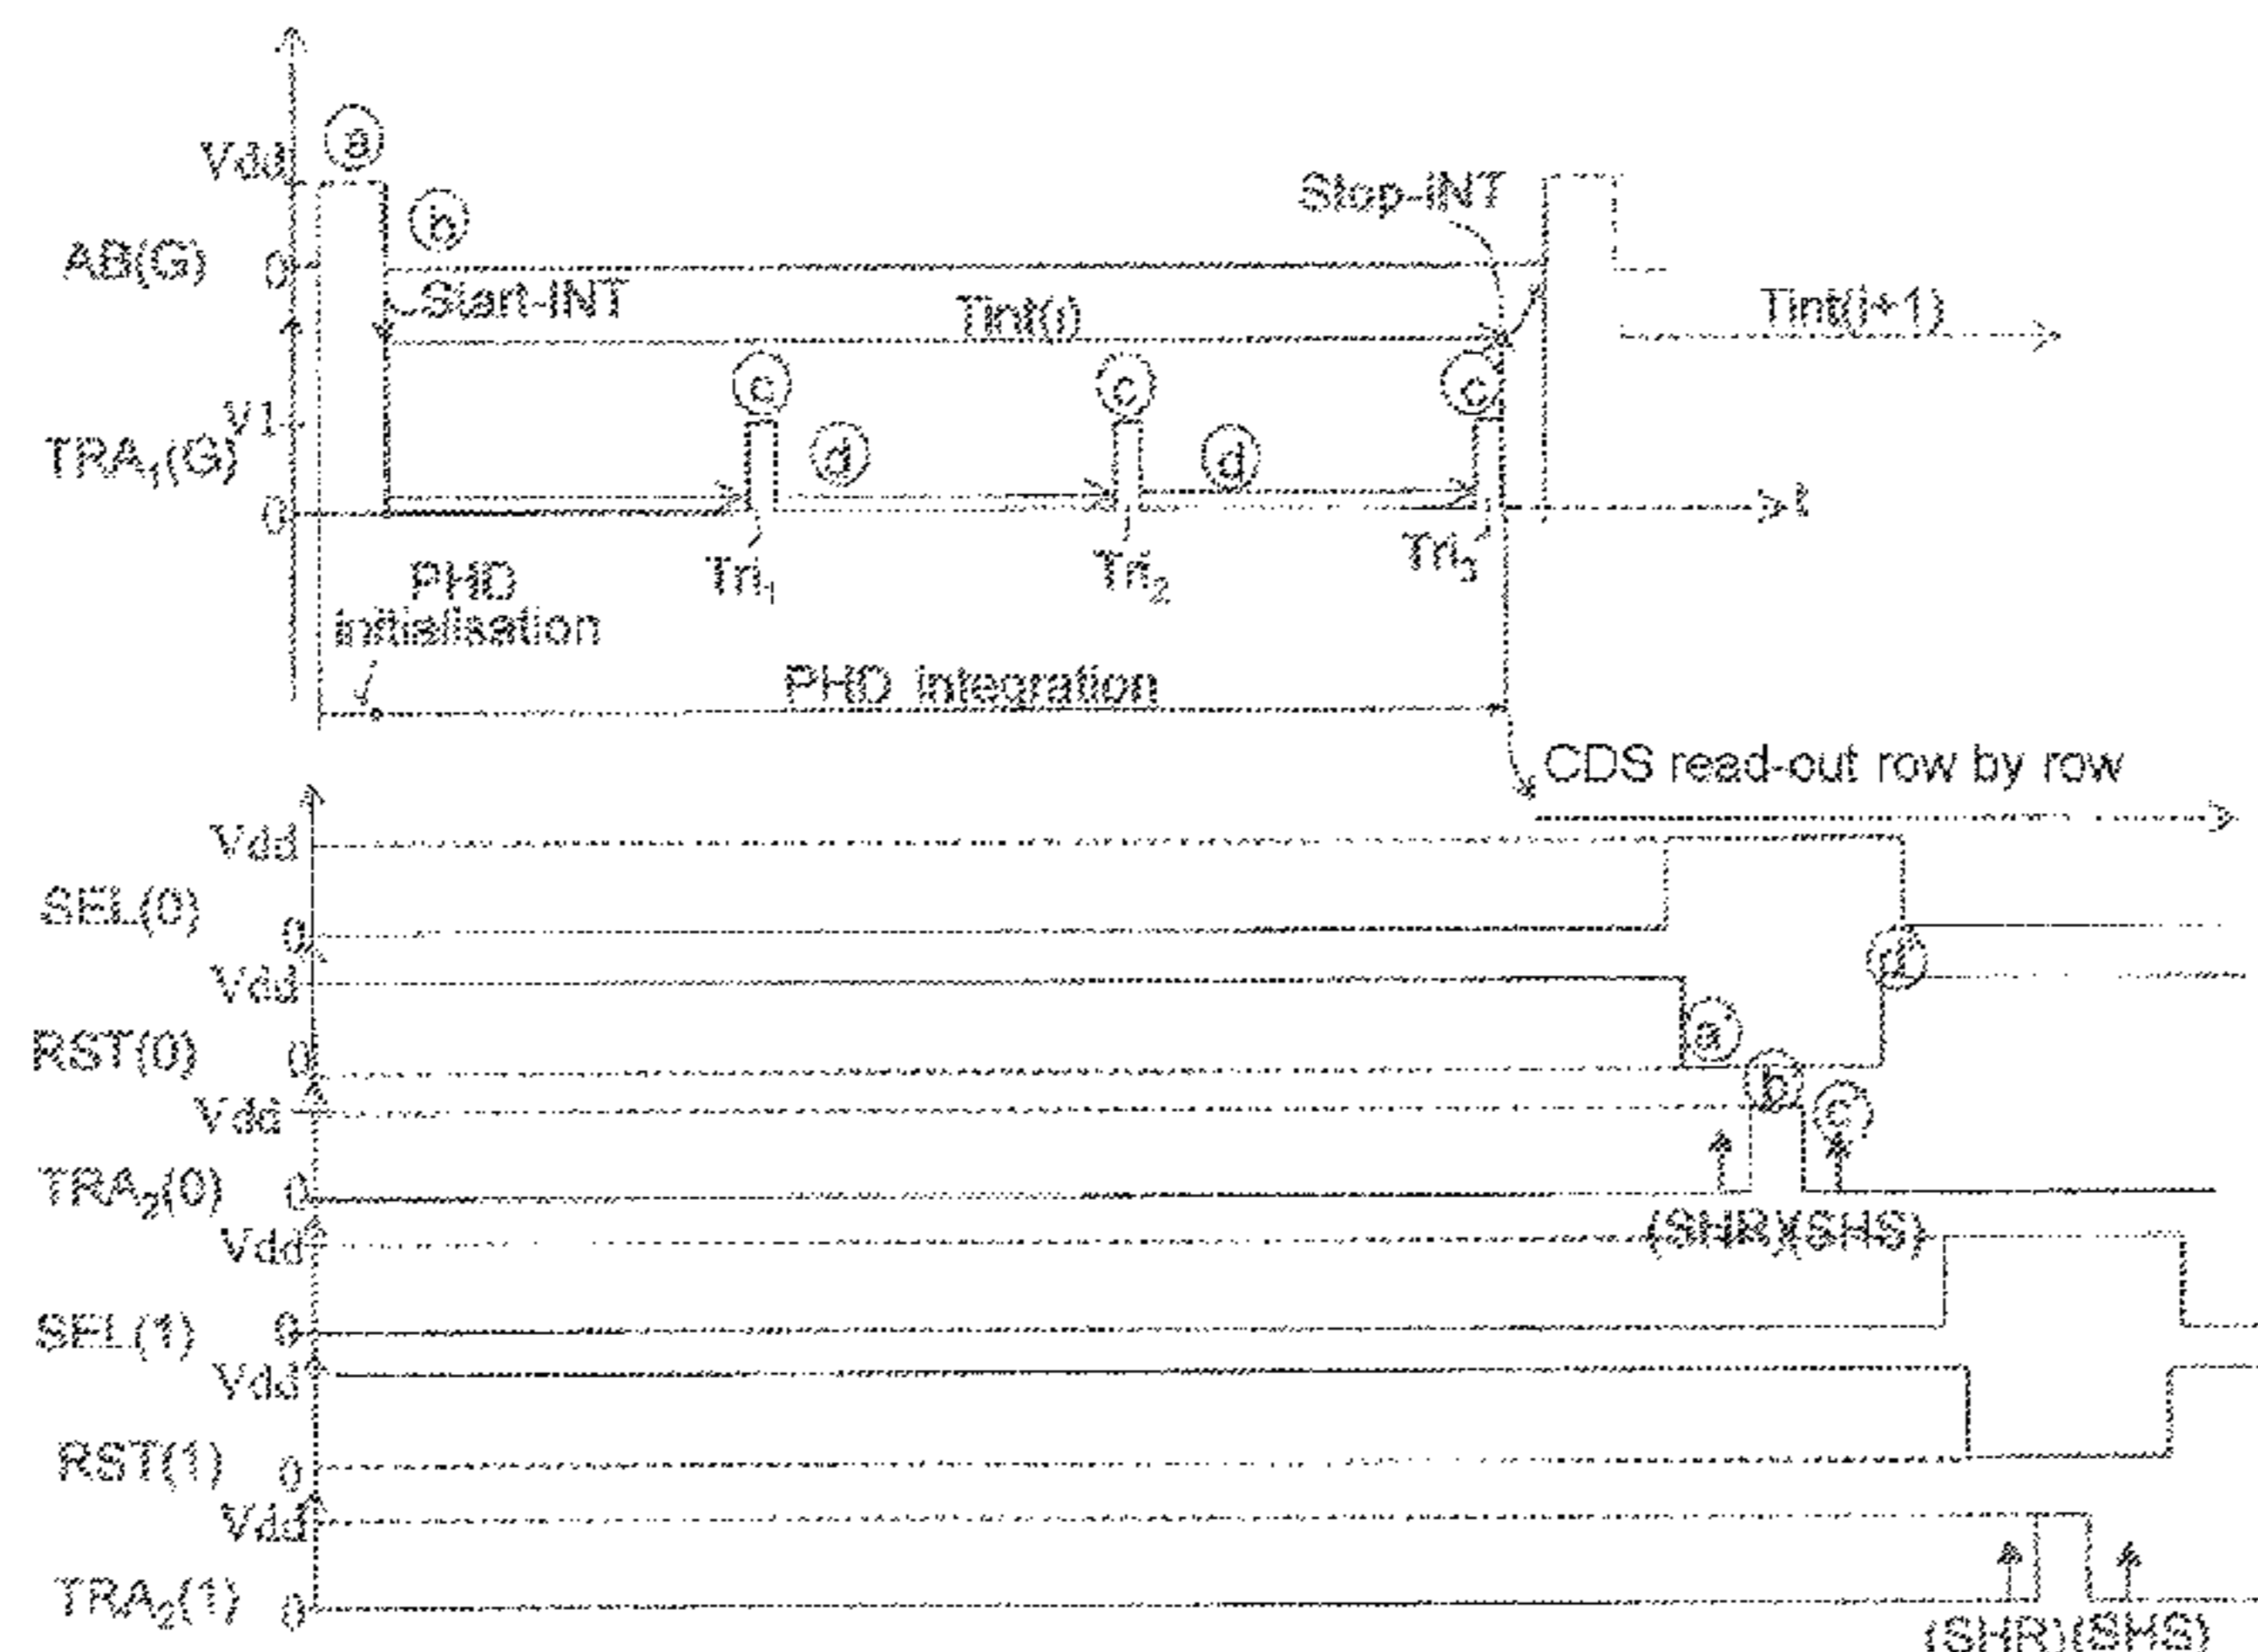 Vdd
a
b
Stop-INT
AB(G)
0
Start-INT
Tint(i)
Tint(i+1)
c
c
c
V1
TRA₁(G)
d
d
0
t
Tri₁
Tri₂
Tri₃
PHD
initialisation
PHD integration
CDS read-out row by row
Vdd
SEL(0)
0
d'
Vdd
RST(0)
0
a'
b'
Vdd
c'
TRA₂(0)
0
(SHR)(SHS)
Vdd
SEL(1)
0
Vdd
RST(1)
0
Vdd
TRA₂(1)
0
(SHR)(SHS)